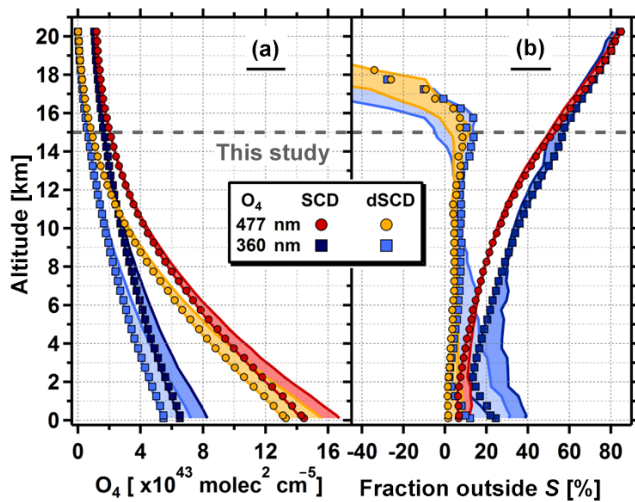 (a)
(b)
20
18
16
14
12
10
8
6
4
2
0
Altitude [km]
This study
O4 SCD dSCD
477 nm
360 nm
0 4 8 12 16
-40 -20 0 20 40 60 80
O4 [ x10^43 molec^2 cm^-5]
Fraction outside S [%]